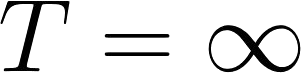 T = ∞